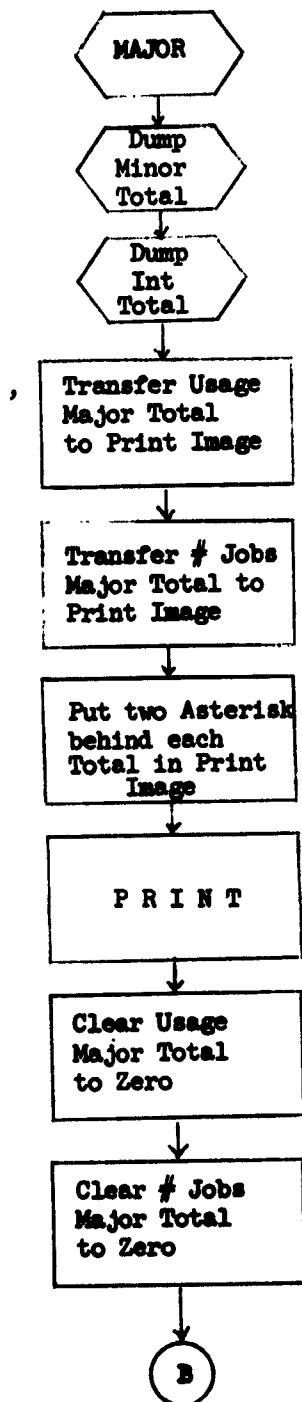 MAJOR
Dump
Minor
Total
Dump
Int
Total
Transfer Usage
Major Total
to Print Image
Transfer # Jobs
Major Total to
Print Image
Put two Asterisk
behind each
Total in Print
Image
P R I N T
Clear Usage
Major Total
to Zero
Clear # Jobs
Major Total
to Zero
B